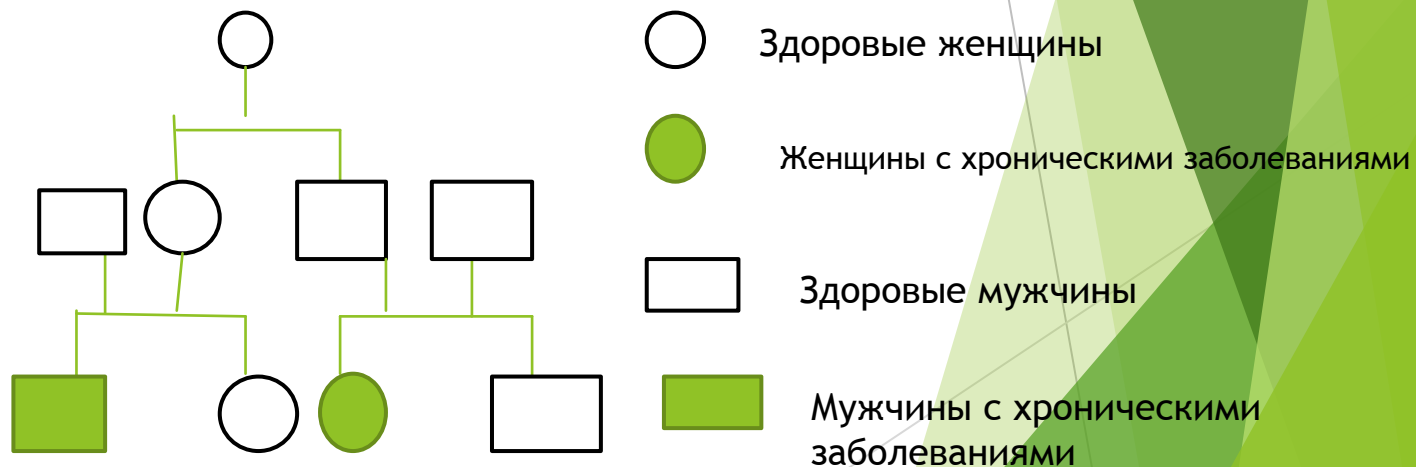 Здоровые женщины
Женщины с хроническими заболеваниями
Здоровые мужчины
Мужчины с хроническими
заболеваниями